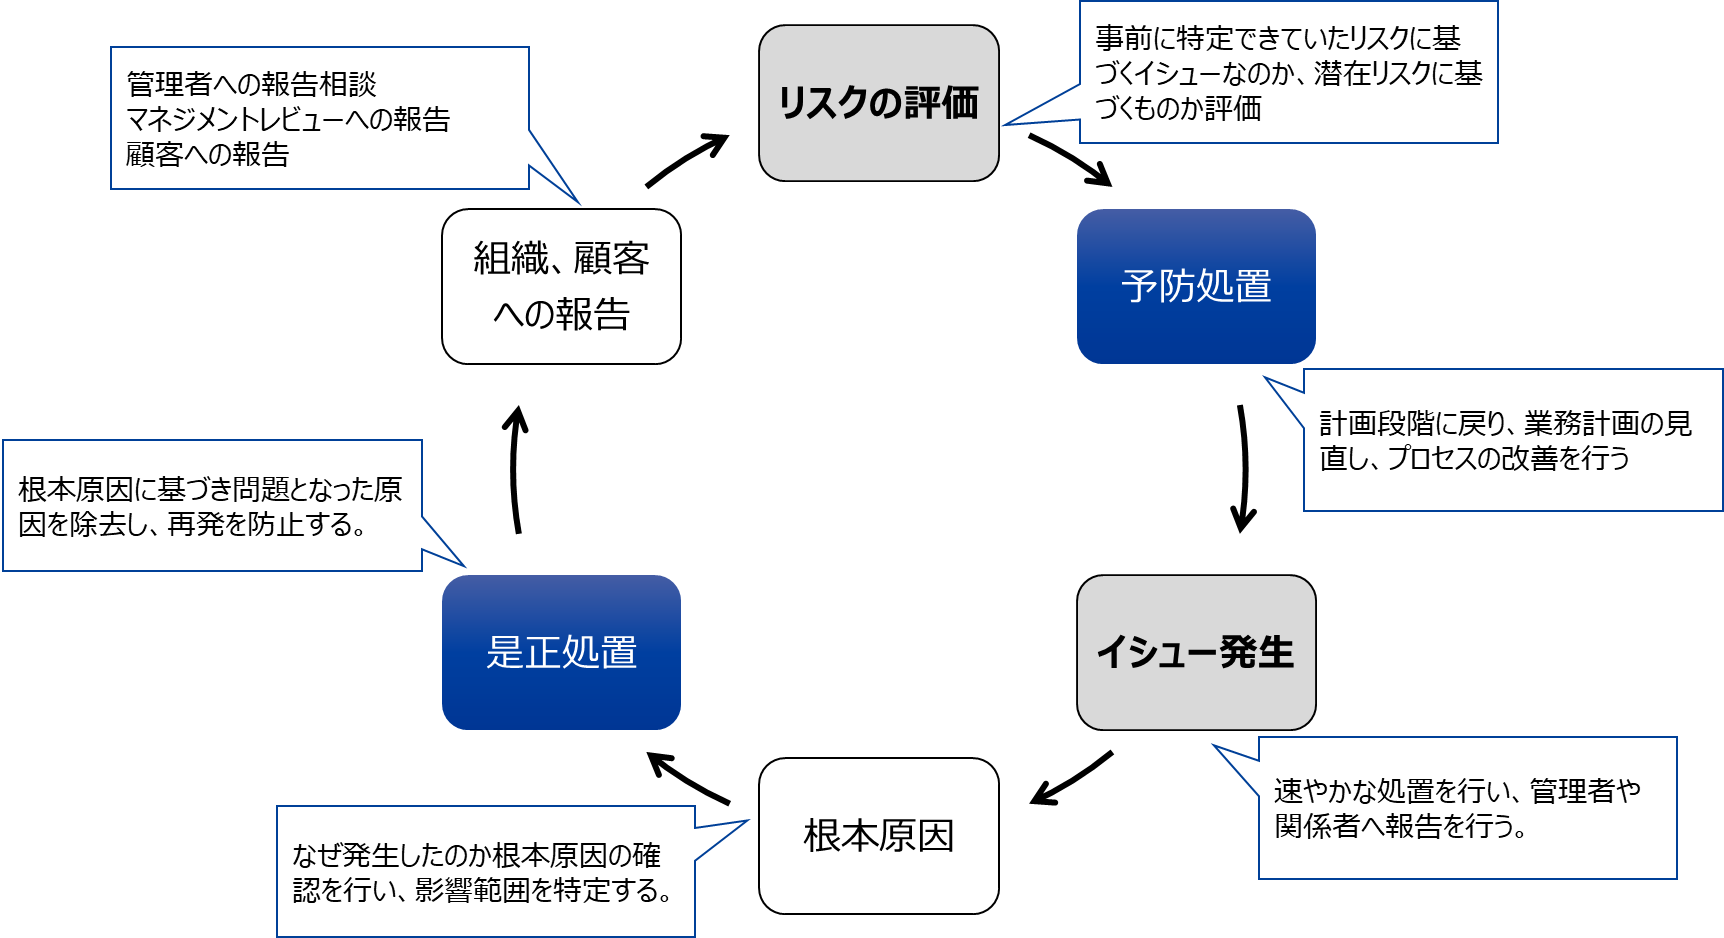 事前に特定できていたリスクに基
づくイシューなのか、潜在リスクに基
づくものか評価
管理者への報告相談
マネジメントレビューへの報告
顧客への報告
リスクの評価
組織、顧客
への報告
予防処置
計画段階に戻り、業務計画の見
直し、プロセスの改善を行う
根本原因に基づき問題となった原
因を除去し、再発を防止する。
是正処置
イシュー発生
速やかな処置を行い、管理者や
関係者へ報告を行う。
根本原因
なぜ発生したのか根本原因の確
認を行い、影響範囲を特定する。